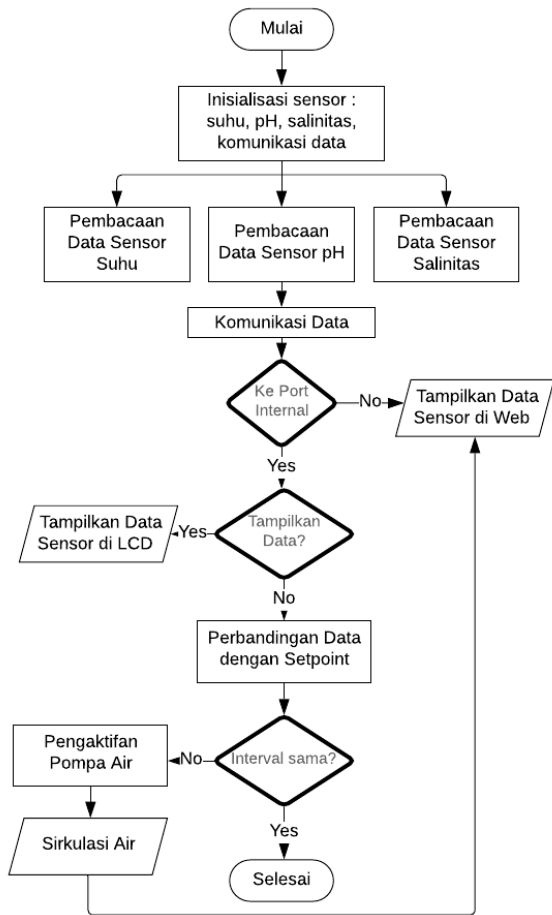 Mulai
Inisialisasi sensor :
suhu, pH, salinitas,
komunikasi data
Pembacaan
Data Sensor
Suhu
Pembacaan
Data Sensor pH
Pembacaan
Data Sensor
Salinitas
Komunikasi Data
Ke Port
Internal
No
Tampilkan Data
Sensor di Web
Yes
Tampilkan Data
Sensor di LCD
Yes
Tampilkan
Data?
No
Perbandingan Data
dengan Setpoint
Pengaktifan
Pompa Air
No
Interval sama?
Yes
Sirkulasi Air
Selesai